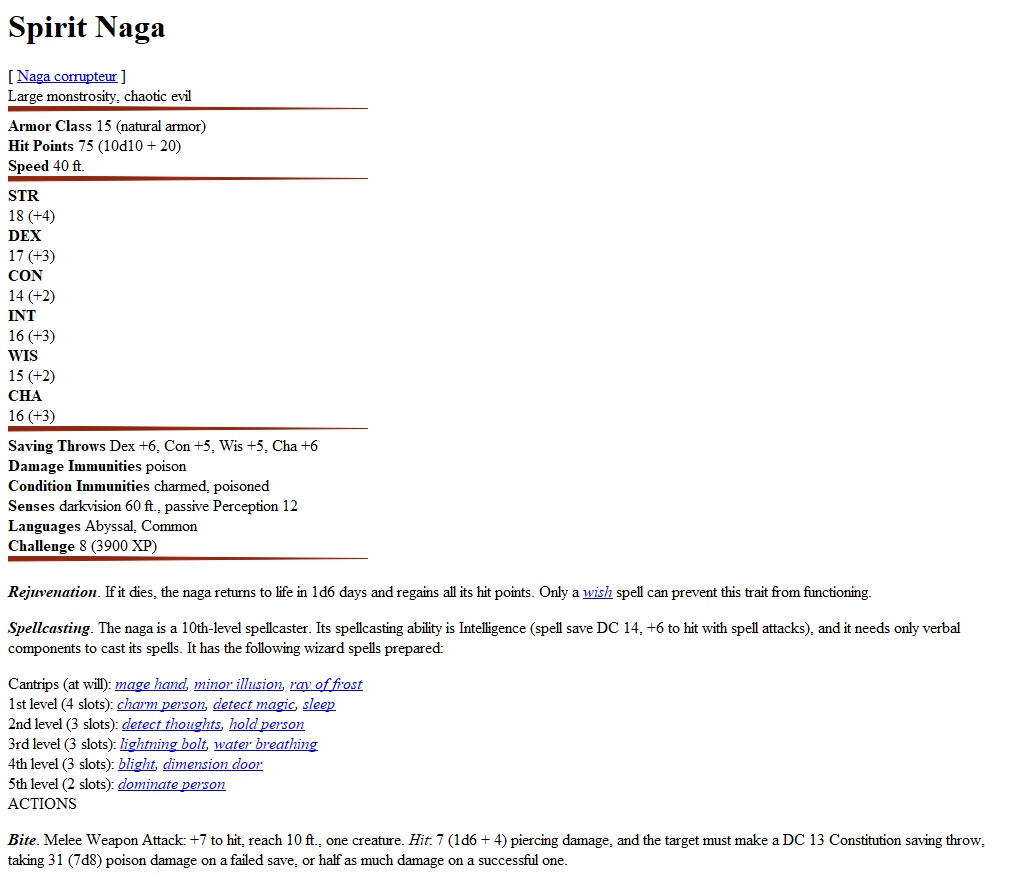 Spirit Naga
[ Naga corrupteur ]
Large monstrosity, chaotic evil
Armor Class 15 (natural armor)
Hit Points 75 (10d10 + 20)
Speed 40 ft.
STR
18 (+4)
DEX
17 (+3)
CON
14 (+2)
INT
16 (+3)
WIS
15 (+2)
CHA
16 (+3)
Saving Throws Dex +6, Con +5, Wis +5, Cha +6
Damage Immunities poison
Condition Immunities charmed, poisoned
Senses darkvision 60 ft., passive Perception 12
Languages Abyssal, Common
Challenge 8 (3900 XP)
Rejuvenation. If it dies, the naga returns to life in 1d6 days and regains all its hit points. Only a wish spell can prevent this trait from functioning.
Spellcasting. The naga is a 10th-level spellcaster. Its spellcasting ability is Intelligence (spell save DC 14, +6 to hit with spell attacks), and it needs only verbal
components to cast its spells. It has the following wizard spells prepared:
Cantrips (at will): mage hand, minor illusion, ray of frost
1st level (4 slots): charm person, detect magic, sleep
2nd level (3 slots): detect thoughts, hold person
3rd level (3 slots): lightning bolt, water breathing
4th level (3 slots): blight, dimension door
5th level (2 slots): dominate person
ACTIONS
Bite. Melee Weapon Attack: +7 to hit, reach 10 ft., one creature. Hit: 7 (1d6 + 4) piercing damage, and the target must make a DC 13 Constitution saving throw,
taking 31 (7d8) poison damage on a failed save, or half as much damage on a successful one.